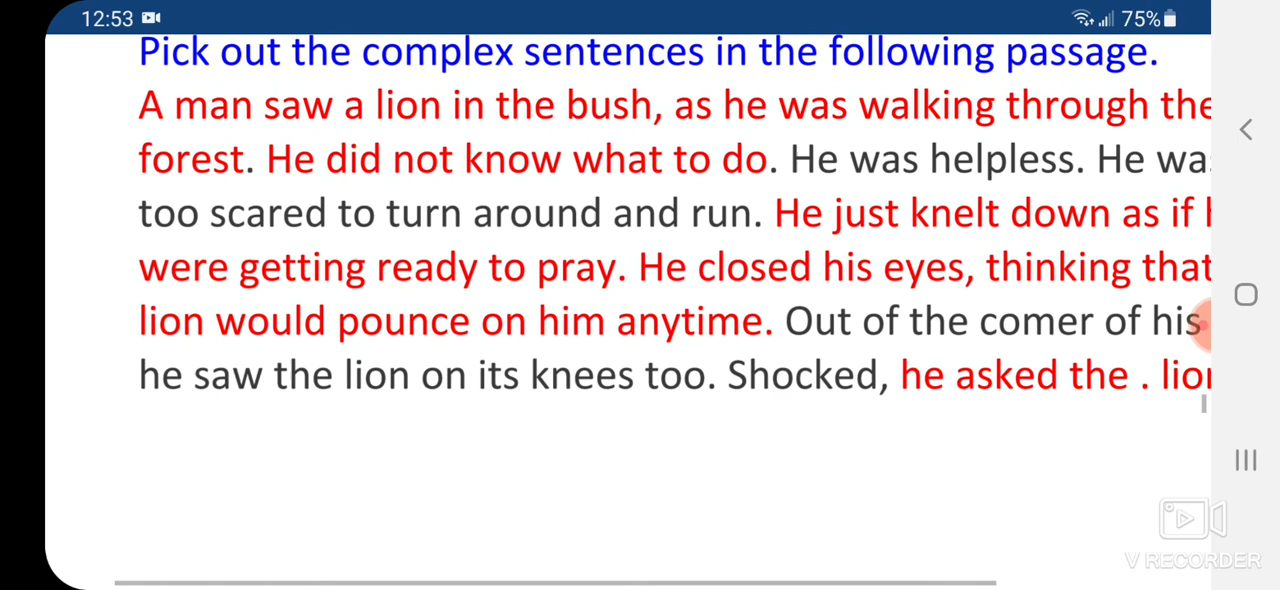 12:53 75%
Pick out the complex sentences in the following passage.
A man saw a lion in the bush, as he was walking through the
forest. He did not know what to do. He was helpless. He
too scared to turn around and run. He just knelt down as if
were getting ready to pray. He closed his eyes, thinking that
lion would pounce on him anytime. Out of the comer of his
he saw the lion on its knees too. Shocked, he asked the . lion
V RECORDER